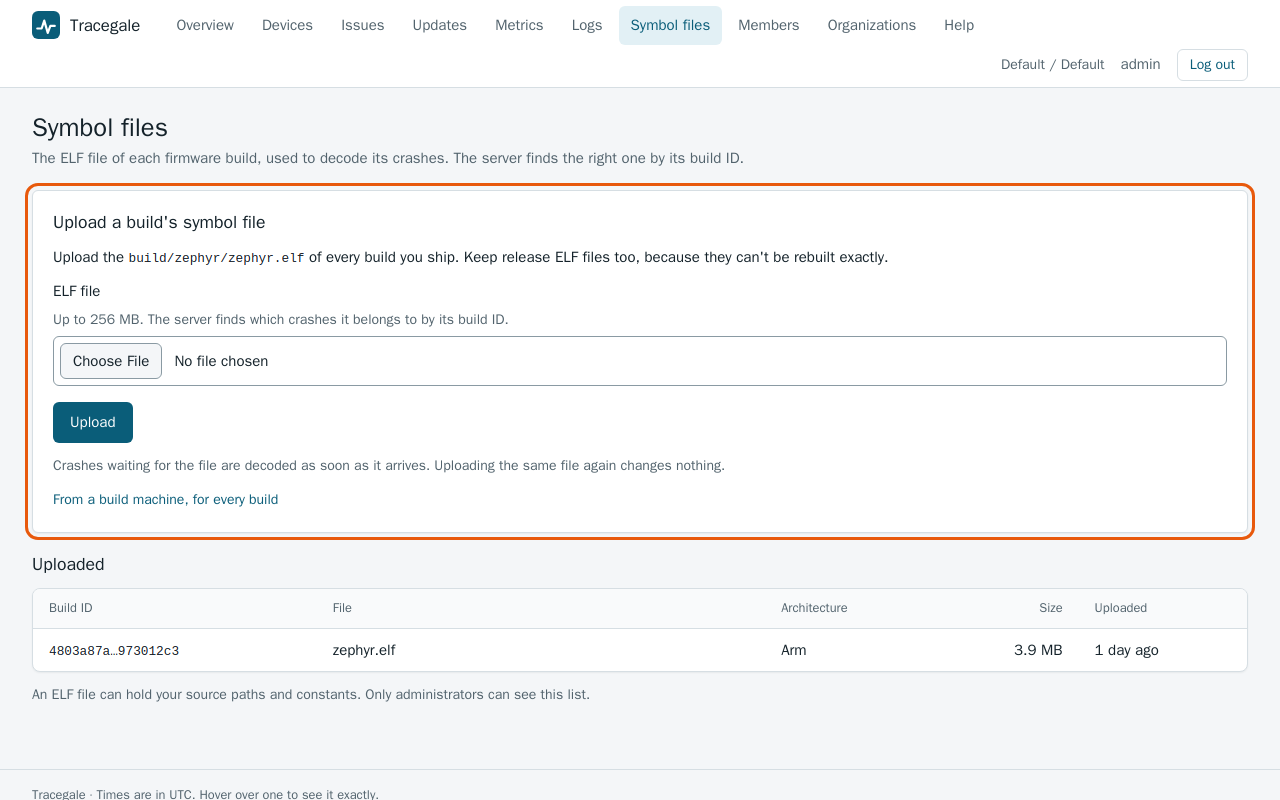 Tracegale
Overview
Devices
Issues
Updates
Metrics
Logs
Symbol files
Members
Organizations
Help
Default / Default
admin
Log out
Symbol files
The ELF file of each firmware build, used to decode its crashes. The server finds the right one by its build ID.
Upload a build's symbol file
Upload the build/zephyr/zephyr.elf of every build you ship. Keep release ELF files too, because they can't be rebuilt exactly.
ELF file
Up to 256 MB. The server finds which crashes it belongs to by its build ID.
Choose File No file chosen
Upload
Crashes waiting for the file are decoded as soon as it arrives. Uploading the same file again changes nothing.
From a build machine, for every build
Uploaded
Build ID File Architecture Size Uploaded
4803a87a…973012c3 zephyr.elf Arm 3.9 MB 1 day ago
An ELF file can hold your source paths and constants. Only administrators can see this list.
Tracegale · Times are in UTC. Hover over one to see it exactly.